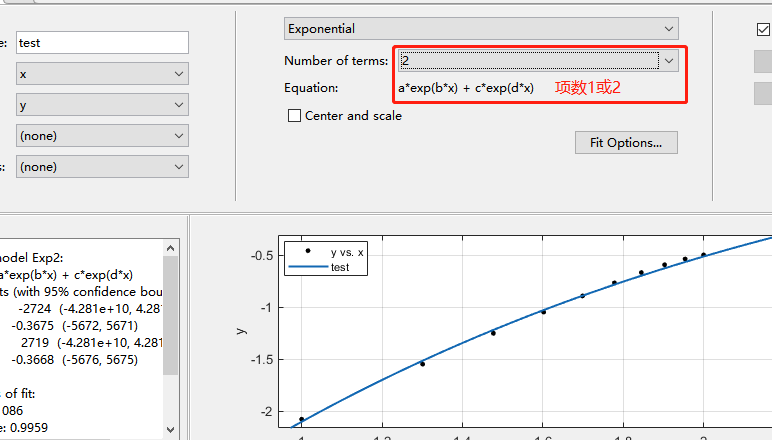 e: test
x
y
(none)
s: (none)
Exponential
Number of terms: 2
Equation: a*exp(b*x) + c*exp(d*x) 项数1或2
Center and scale
Fit Options...
model Exp2:
a*exp(b*x) + c*exp(d*x)
ts (with 95% confidence bou
-2724 (-4.281e+10, 4.281
-0.3675 (-5672, 5671)
2719 (-4.281e+10, 4.281
-0.3668 (-5676, 5675)
s of fit:
086
e: 0.9959
y vs. x
test
-0.5
-1
-1.5
-2
y
1 1.2 1.4 1.6 1.8 2